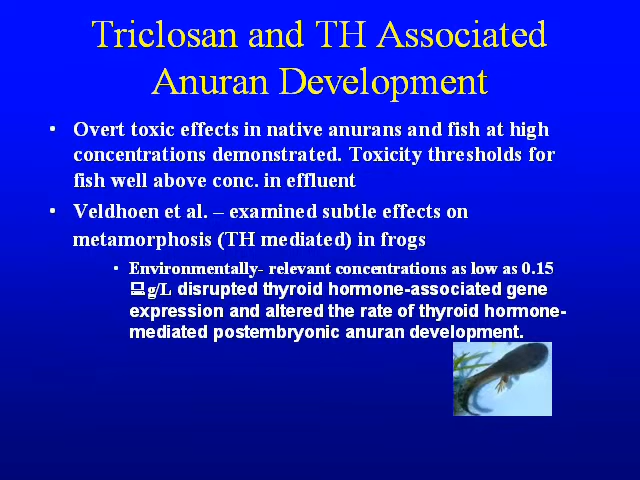 Triclosan and TH Associated
Anuran Development
• Overt toxic effects in native anurans and fish at high
concentrations demonstrated. Toxicity thresholds for
fish well above conc. in effluent
• Veldhoen et al. – examined subtle effects on
metamorphosis (TH mediated) in frogs
• Environmentally- relevant concentrations as low as 0.15
💻g/L disrupted thyroid hormone-associated gene
expression and altered the rate of thyroid hormone-
mediated postembryonic anuran development.